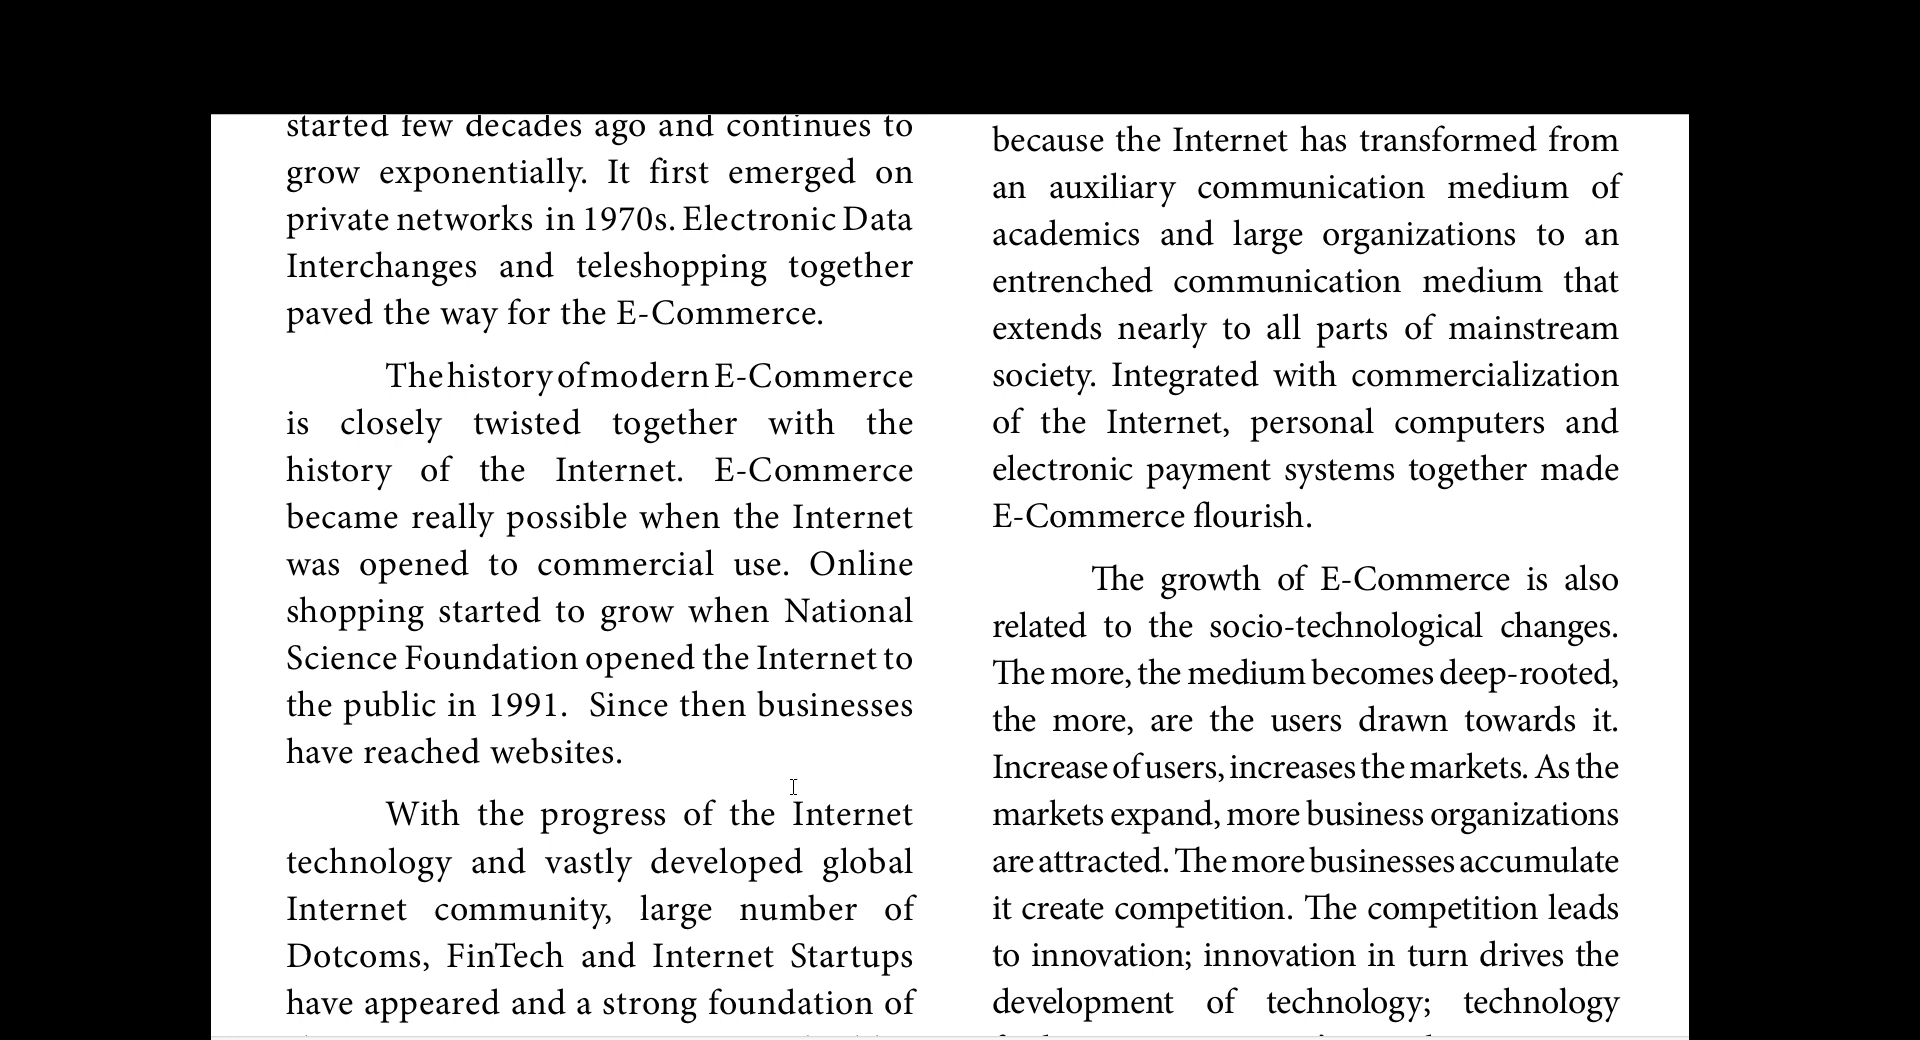 started few decades ago and continues to
grow exponentially. It first emerged on
private networks in 1970s. Electronic Data
Interchanges and teleshopping together
paved the way for the E-Commerce.
The history of modern E-Commerce
is closely twisted together with the
history of the Internet. E-Commerce
became really possible when the Internet
was opened to commercial use. Online
shopping started to grow when National
Science Foundation opened the Internet to
the public in 1991. Since then businesses
have reached websites.
With the progress of the Internet
technology and vastly developed global
Internet community, large number of
Dotcoms, FinTech and Internet Startups
have appeared and a strong foundation of
because the Internet has transformed from
an auxiliary communication medium of
academics and large organizations to an
entrenched communication medium that
extends nearly to all parts of mainstream
society. Integrated with commercialization
of the Internet, personal computers and
electronic payment systems together made
E-Commerce flourish.
The growth of E-Commerce is also
related to the socio-technological changes.
The more, the medium becomes deep-rooted,
the more, are the users drawn towards it.
Increase of users, increases the markets. As the
markets expand, more business organizations
are attracted. The more businesses accumulate
it create competition. The competition leads
to innovation; innovation in turn drives the
development of technology; technology